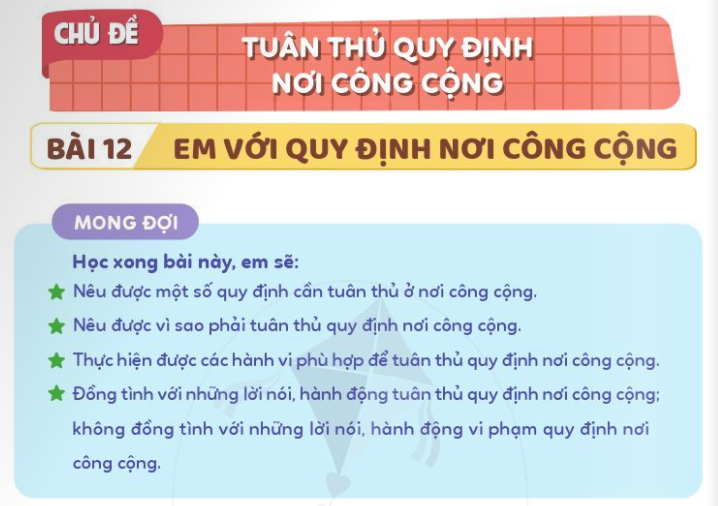 CHỦ ĐỀ
TUÂN THỦ QUY ĐỊNH
NƠI CÔNG CỘNG
BÀI 12 EM VỚI QUY ĐỊNH NƠI CÔNG CỘNG
MONG ĐỢI
Học xong bài này, em sẽ:
Nêu được một số quy định cần tuân thủ ở nơi công cộng.
Nêu được vì sao phải tuân thủ quy định nơi công cộng.
Thực hiện được các hành vi phù hợp để tuân thủ quy định nơi công cộng.
Đồng tình với những lời nói, hành động tuân thủ quy định nơi công cộng;
không đồng tình với những lời nói, hành động vi phạm quy định nơi
công cộng.